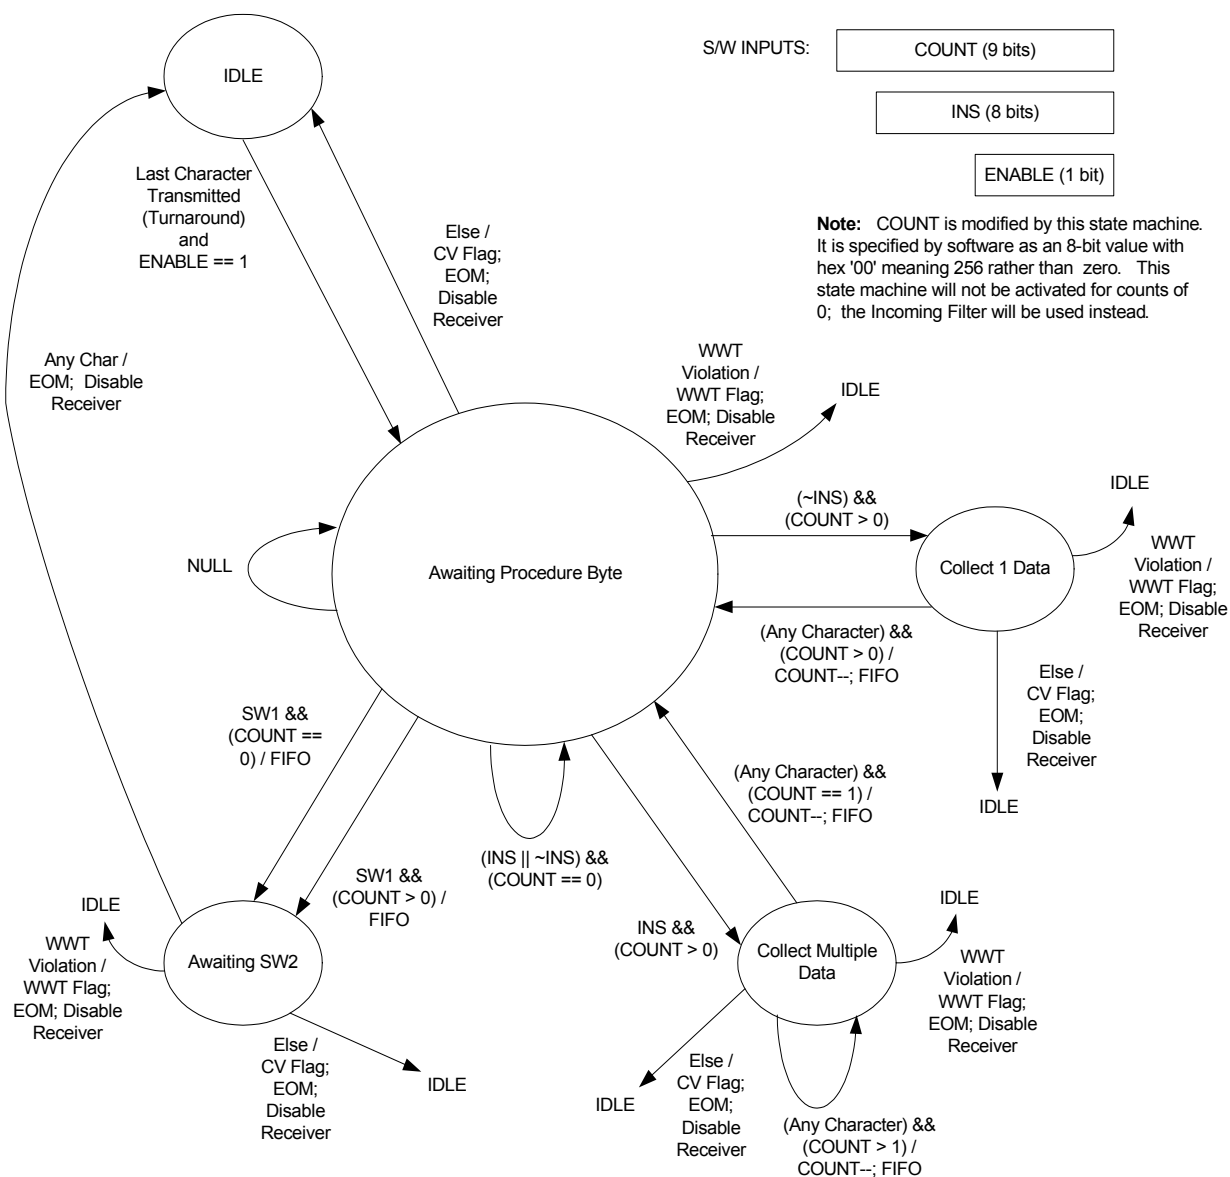 IDLE
S/W INPUTS:
COUNT (9 bits)
INS (8 bits)
ENABLE (1 bit)
Note: COUNT is modified by this state machine.
It is specified by software as an 8-bit value with
hex '00' meaning 256 rather than zero. This
state machine will not be activated for counts of
0; the Incoming Filter will be used instead.
Last Character
Transmitted
(Turnaround)
and
ENABLE == 1
Else /
CV Flag;
EOM;
Disable
Receiver
Any Char /
EOM; Disable
Receiver
WWT
Violation /
WWT Flag;
EOM; Disable
Receiver
IDLE
(~INS) &&
(COUNT > 0)
IDLE
WWT
Violation /
WWT Flag;
EOM; Disable
Receiver
NULL
Awaiting Procedure Byte
Collect 1 Data
(Any Character) &&
(COUNT > 0) /
COUNT--; FIFO
Else /
CV Flag;
EOM;
Disable
Receiver
IDLE
SW1 &&
(COUNT ==
0) / FIFO
SW1 &&
(COUNT > 0) /
FIFO
(INS || ~INS) &&
(COUNT == 0)
(Any Character) &&
(COUNT == 1) /
COUNT--; FIFO
INS &&
(COUNT > 0)
IDLE
WWT
Violation /
WWT Flag;
EOM; Disable
Receiver
Awaiting SW2
Else /
CV Flag;
EOM;
Disable
Receiver
IDLE
Collect Multiple
Data
IDLE
WWT
Violation /
WWT Flag;
EOM; Disable
Receiver
Else /
CV Flag;
EOM;
Disable
Receiver
IDLE
(Any Character) &&
(COUNT > 1) /
COUNT--; FIFO